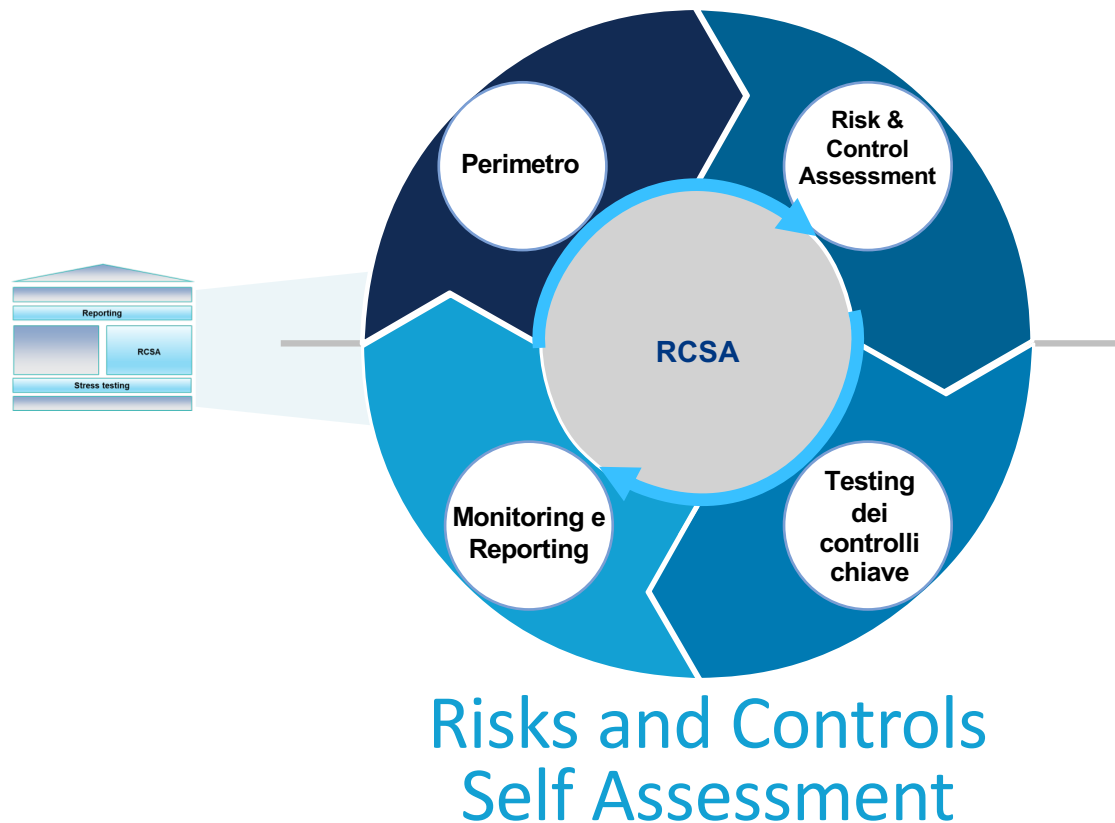 Perimetro
Risk &
Control
Assessment
Reporting
RCSA
Stress testing
RCSA
Monitoring e
Reporting
Testing
dei
controlli
chiave
Risks and Controls
Self Assessment